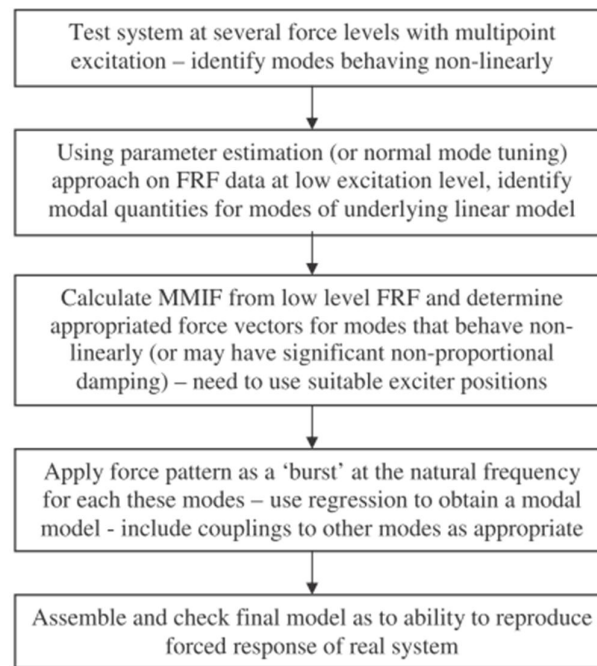 Test system at several force levels with multipoint
excitation – identify modes behaving non-linearly
Using parameter estimation (or normal mode tuning)
approach on FRF data at low excitation level, identify
modal quantities for modes of underlying linear model
Calculate MMIF from low level FRF and determine
appropriated force vectors for modes that behave non-
linearly (or may have significant non-proportional
damping) – need to use suitable exciter positions
Apply force pattern as a ‘burst’ at the natural frequency
for each these modes – use regression to obtain a modal
model - include couplings to other modes as appropriate
Assemble and check final model as to ability to reproduce
forced response of real system